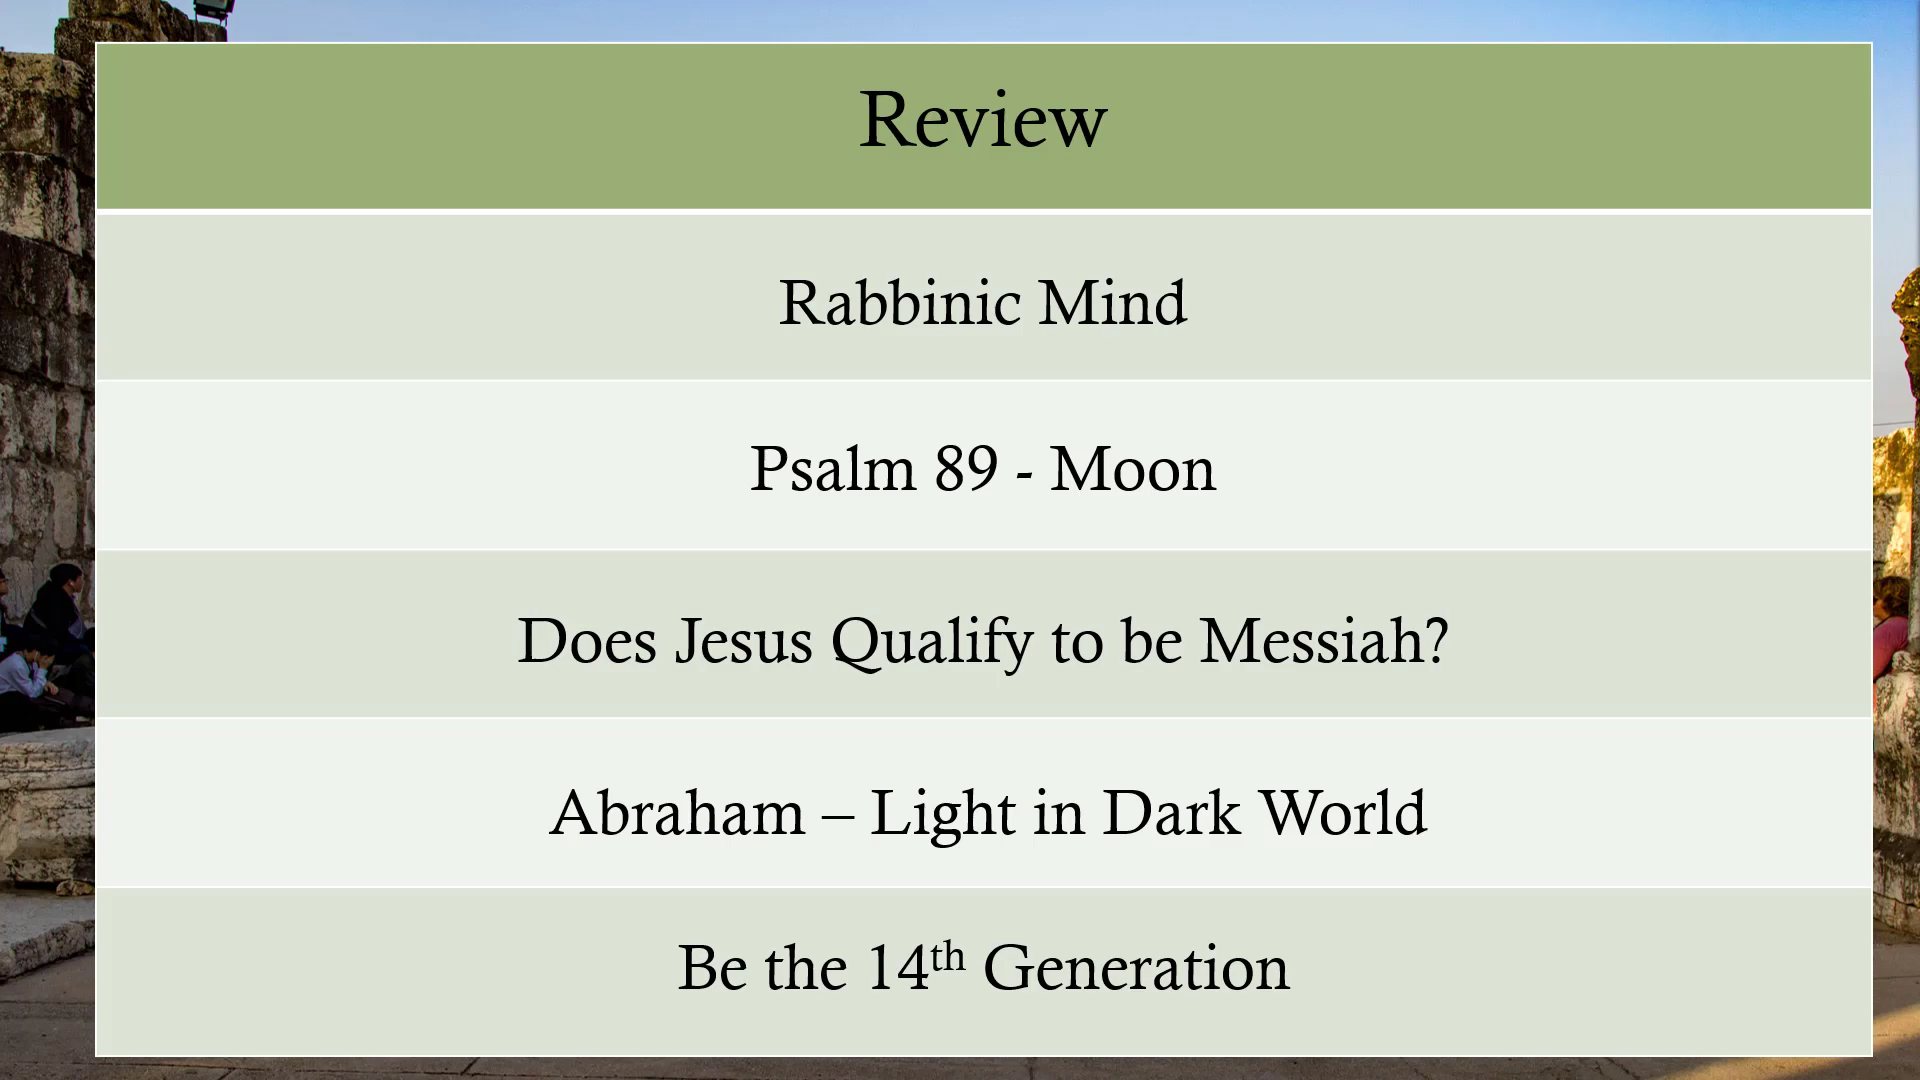 Review
Rabbinic Mind
Psalm 89 - Moon
Does Jesus Qualify to be Messiah?
Abraham – Light in Dark World
Be the 14th Generation